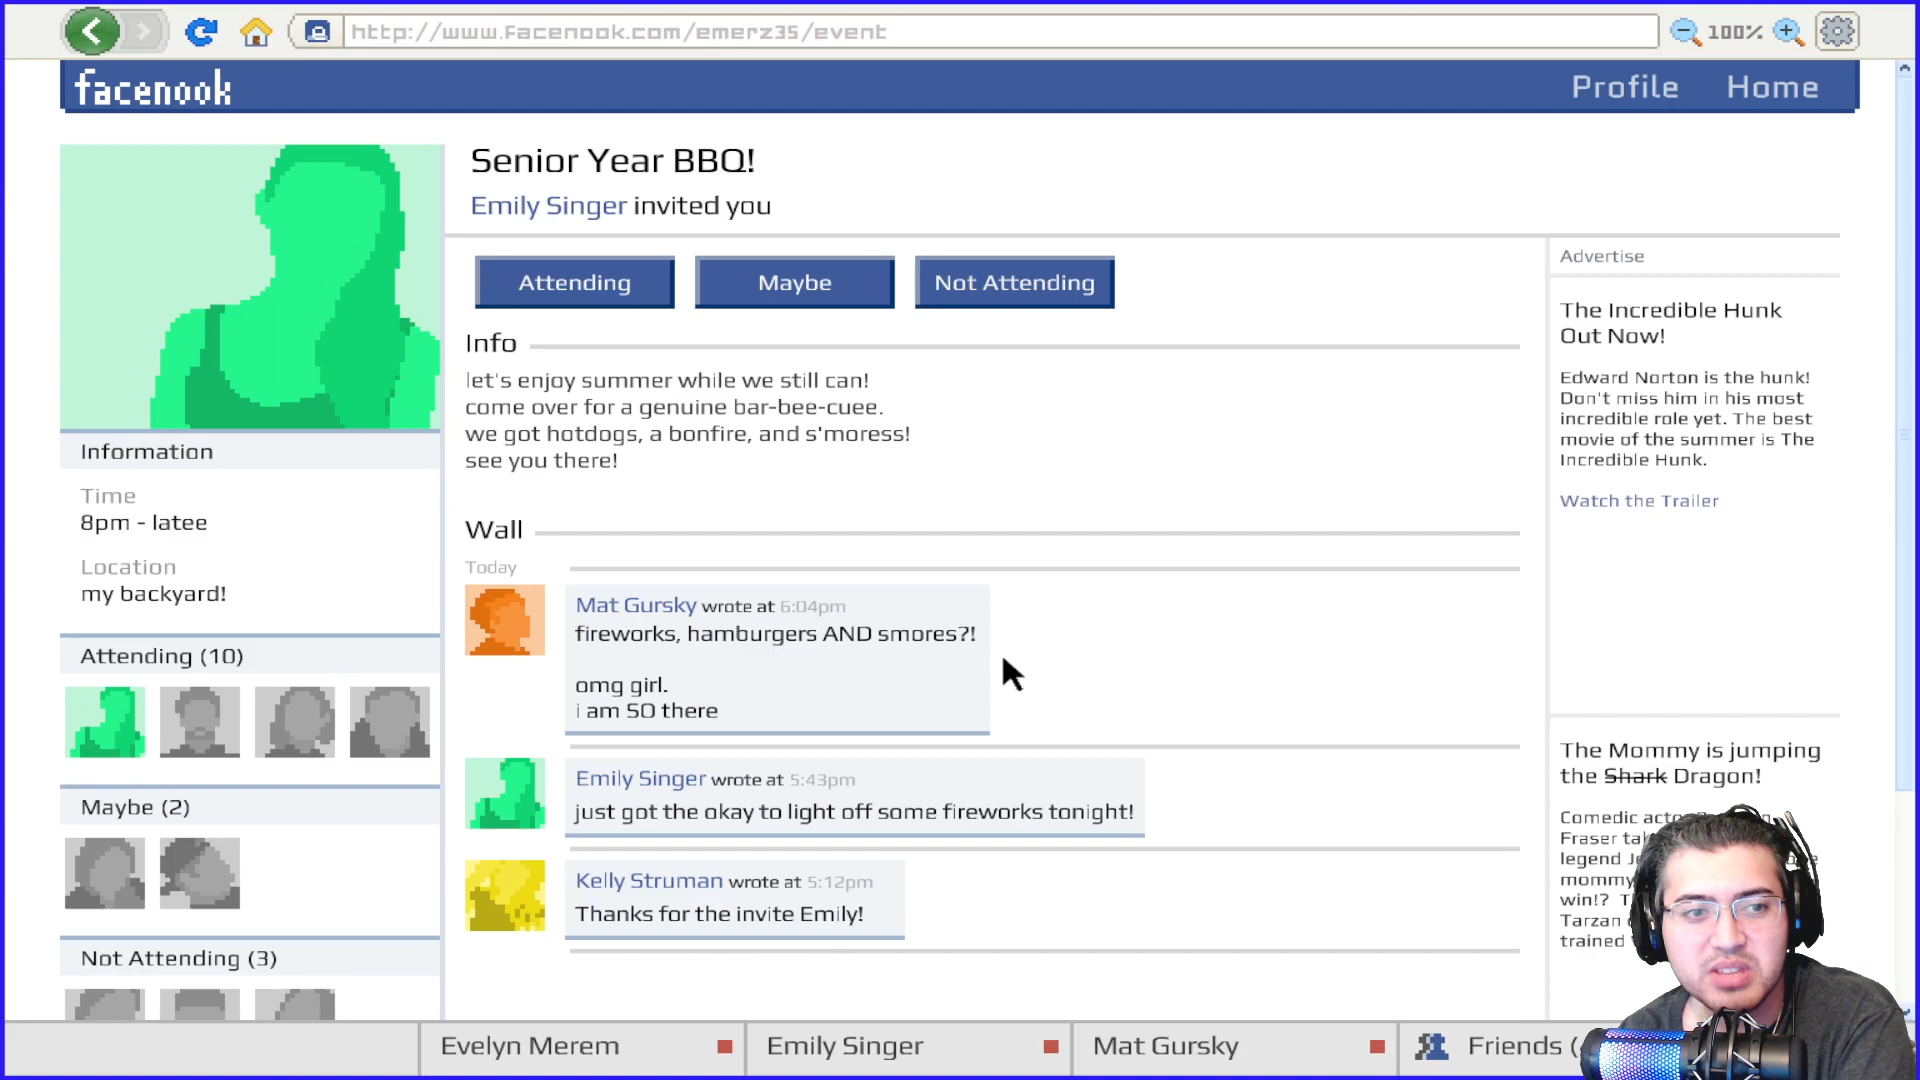 http://www.facenook.com/emerz35/event
100%
facenook
Profile
Home
Senior Year BBQ!
Emily Singer invited you
Attending
Maybe
Not Attending
Info
let's enjoy summer while we still can!
come over for a genuine bar-bee-cuee.
we got hotdogs, a bonfire, and s'moress!
see you there!
Information
Time
8pm - latee
Location
my backyard!
Attending (10)
Maybe (2)
Not Attending (3)
Wall
Today
Mat Gursky wrote at 6:04pm
fireworks, hamburgers AND smores?!
omg girl.
i am SO there
Emily Singer wrote at 5:43pm
just got the okay to light off some fireworks tonight!
Kelly Struman wrote at 5:12pm
Thanks for the invite Emily!
Advertise
The Incredible Hunk
Out Now!
Edward Norton is the hunk!
Don't miss him in his most
incredible role yet. The best
movie of the summer is The
Incredible Hunk.
Watch the Trailer
The Mommy is jumping
the Shark Dragon!
Comedic
Fraser
legend
mommy
win!?
Tarzan
trained
Evelyn Merem
Emily Singer
Mat Gursky
Friends (